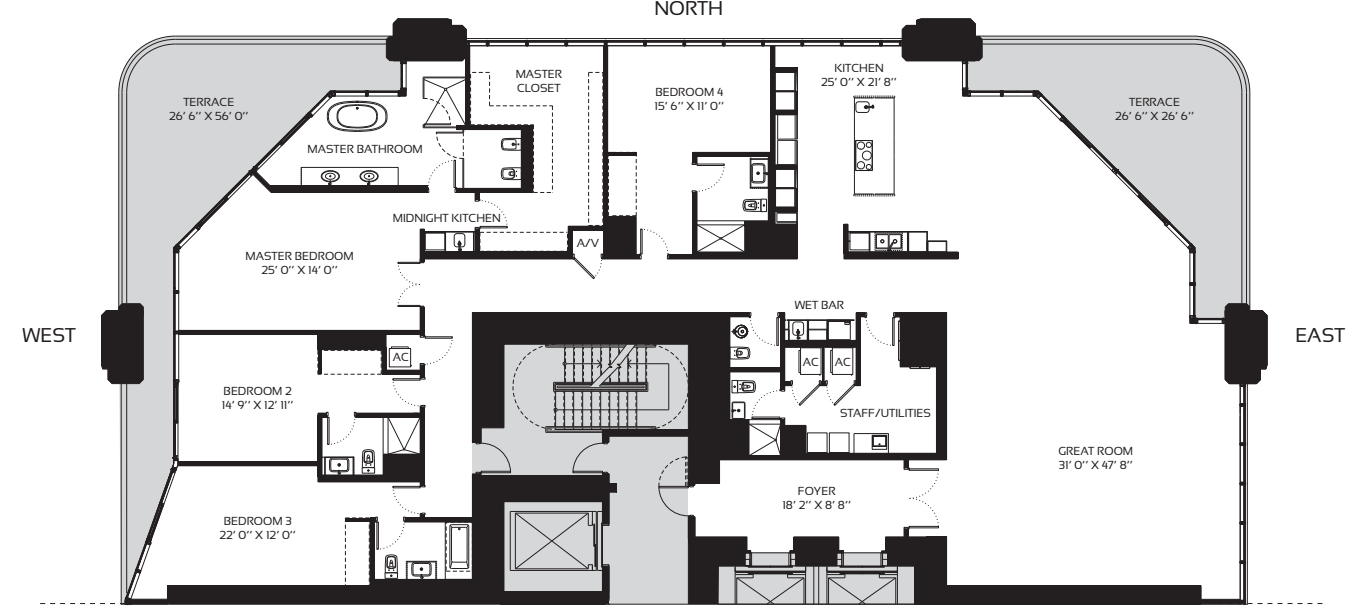 NORTH
MASTER
CLOSET
KITCHEN
25' 0'' X 21' 8''
BEDROOM 4
15' 6'' X 11' 0''
TERRACE
26' 6'' X 56' 0''
TERRACE
26' 6'' X 26' 6''
MASTER BATHROOM
MIDNIGHT KITCHEN
A/V
MASTER BEDROOM
25' 0'' X 14' 0''
WET BAR
WEST
EAST
AC
AC
AC
BEDROOM 2
14' 9'' X 12' 11''
STAFF/UTILITIES
GREAT ROOM
31' 0'' X 47' 8''
FOYER
18' 2'' X 8' 8''
BEDROOM 3
22' 0'' X 12' 0''